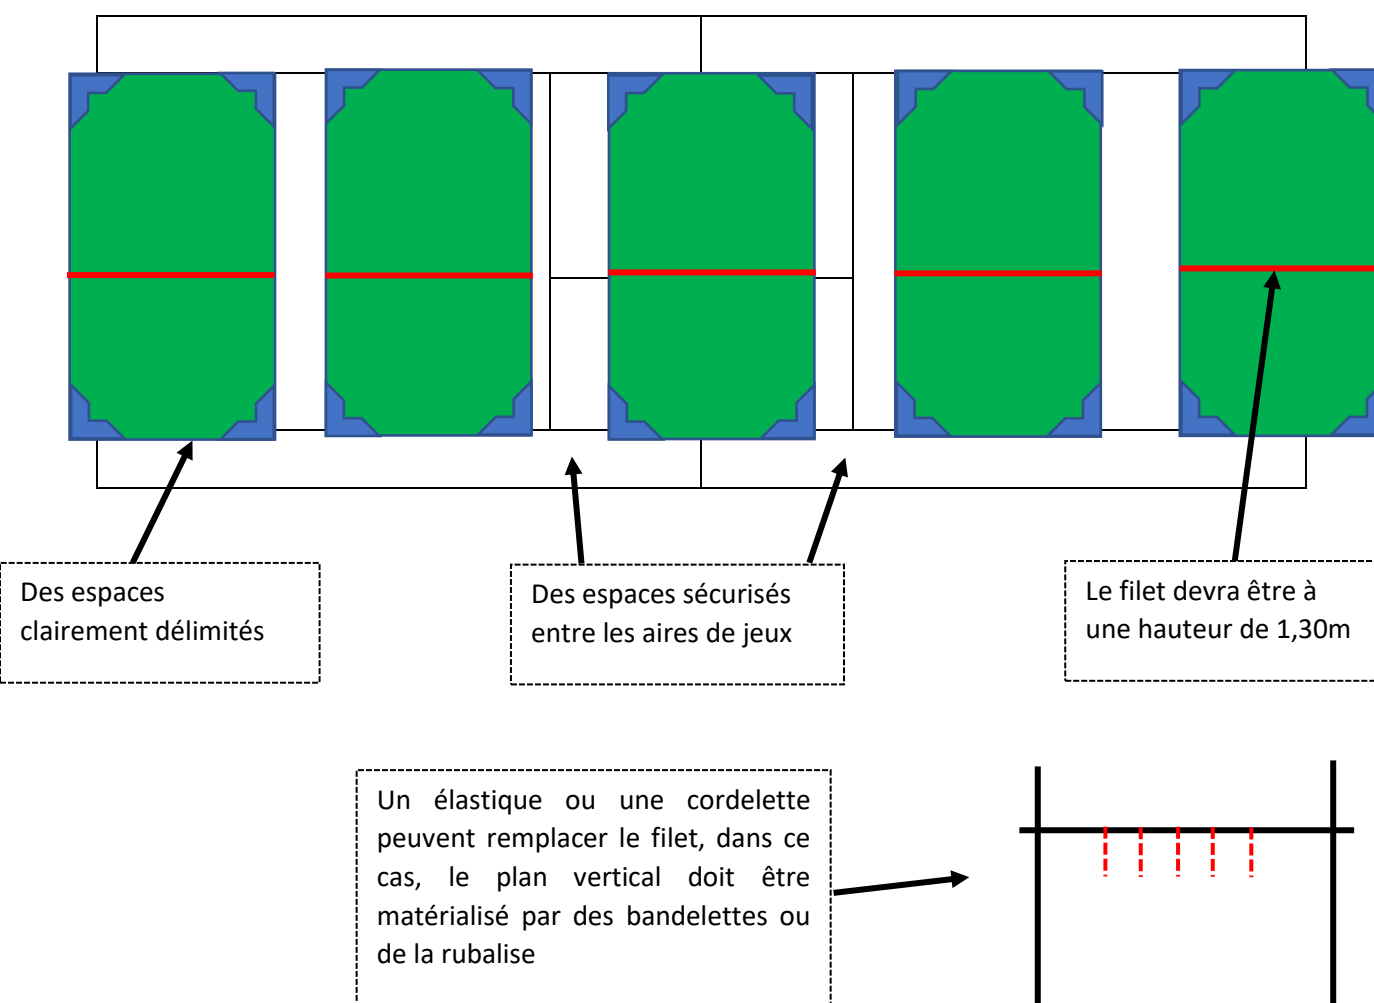 Des espaces
clairement délimités
Des espaces sécurisés
entre les aires de jeux
Le filet devra être à
une hauteur de 1,30m
Un élastique ou une cordelette
peuvent remplacer le filet, dans ce
cas, le plan vertical doit être
matérialisé par des bandelettes ou
de la rubalise